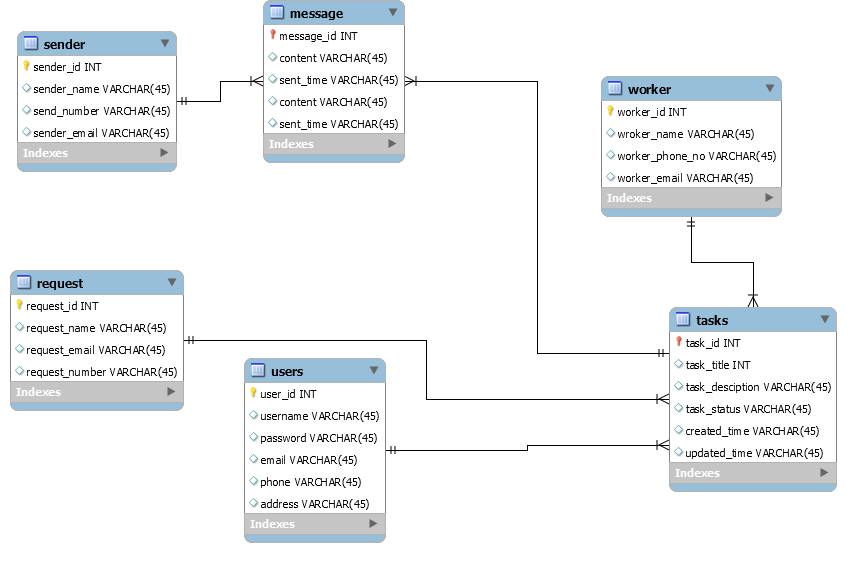 sender
sender_id INT
sender_name VARCHAR(45)
send_number VARCHAR(45)
sender_email VARCHAR(45)
Indexes
message
message_id INT
content VARCHAR(45)
sent_time VARCHAR(45)
content VARCHAR(45)
sent_time VARCHAR(45)
Indexes
worker
worker_id INT
wroker_name VARCHAR(45)
worker_phone_no VARCHAR(45)
worker_email VARCHAR(45)
Indexes
request
request_id INT
request_name VARCHAR(45)
request_email VARCHAR(45)
request_number VARCHAR(45)
Indexes
users
user_id INT
username VARCHAR(45)
password VARCHAR(45)
email VARCHAR(45)
phone VARCHAR(45)
address VARCHAR(45)
Indexes
tasks
task_id INT
task_title INT
task_desciption VARCHAR(45)
task_status VARCHAR(45)
created_time VARCHAR(45)
updated_time VARCHAR(45)
Indexes